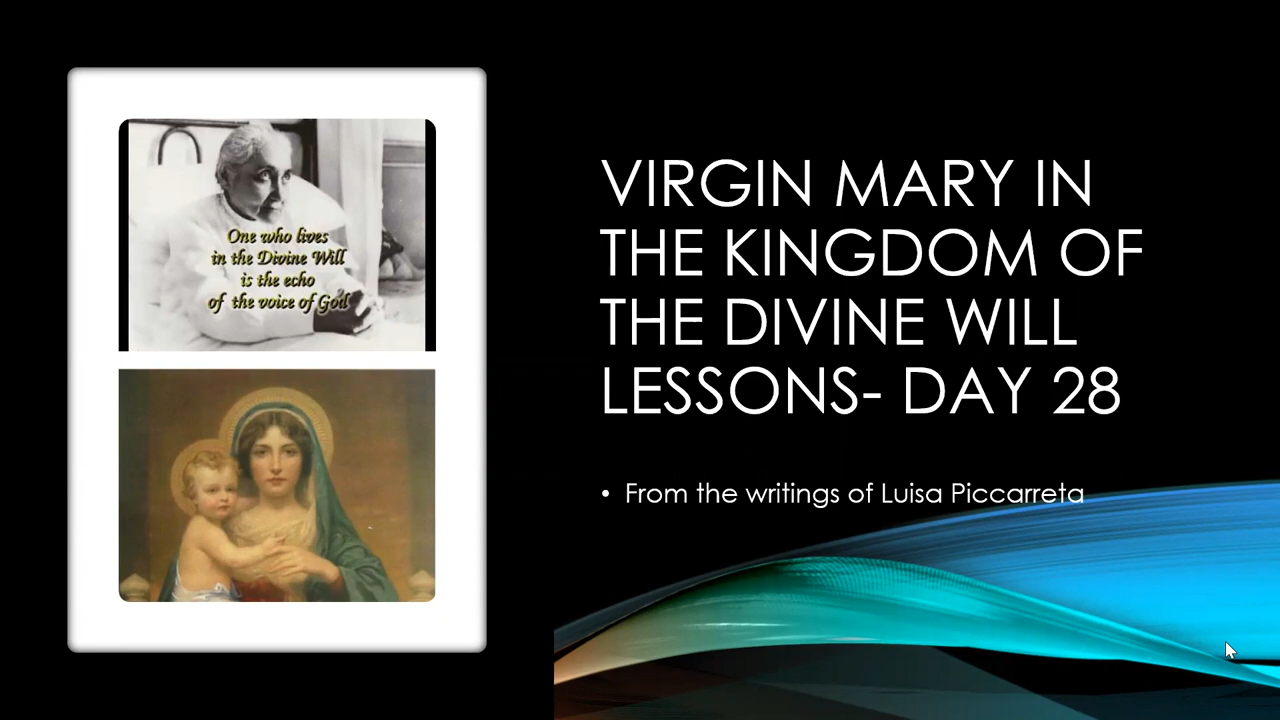 One who lives
in the Divine Will
is the echo
of the voice of God
VIRGIN MARY IN
THE KINGDOM OF
THE DIVINE WILL
LESSONS- DAY 28
• From the writings of Luisa Piccarreta